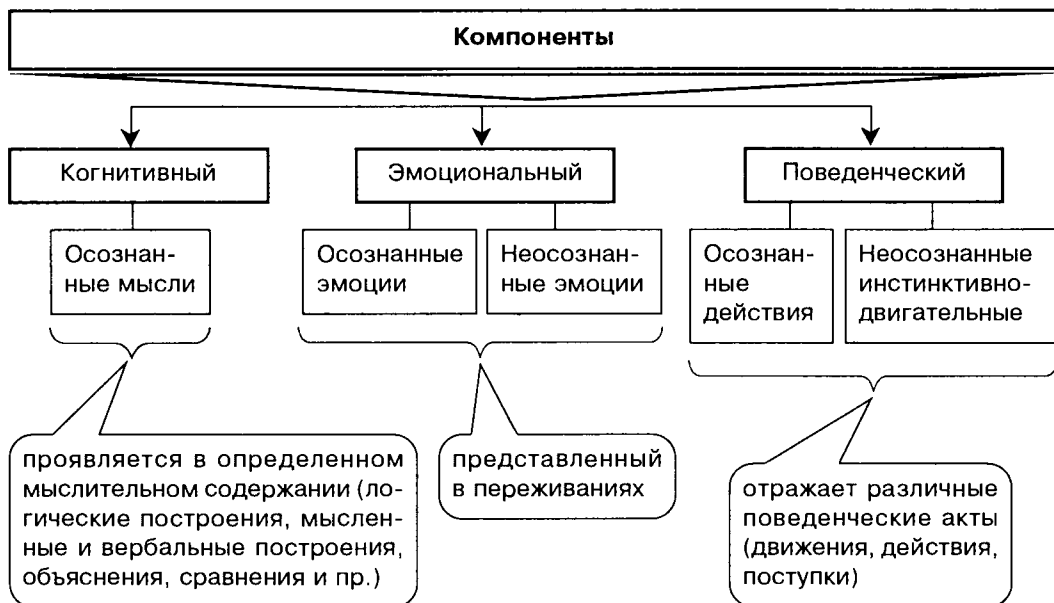 Компоненты
Когнитивный
Эмоциональный
Поведенческий
Осознан-
ные мысли
Осознанные
эмоции
Неосознан-
ные эмоции
Осознан-
ные
действия
Неосознанные
инстинктивно-
двигательные
проявляется в определенном
мыслительном содержании (ло-
гические построения, мыслен-
ные и вербальные построения,
объяснения, сравнения и пр.)
представленный
в переживаниях
отражает различные
поведенческие акты
(движения, действия,
поступки)